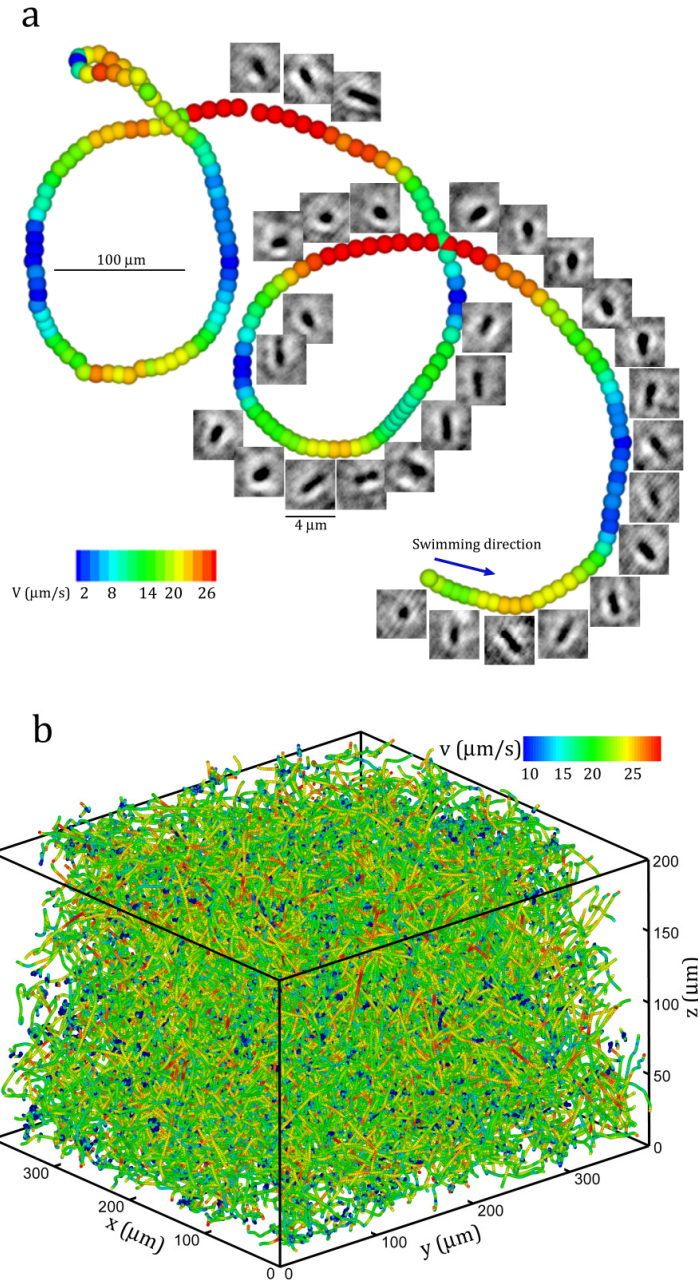 a
100 μm
4 μm
Swimming direction
V (μm/s) 2 8 14 20 26
b
v (μm/s)
10 15 20 25
200
150
100
50
0
z (μm)
300
200
100
0
x (μm)
0
100
200
300
y (μm)